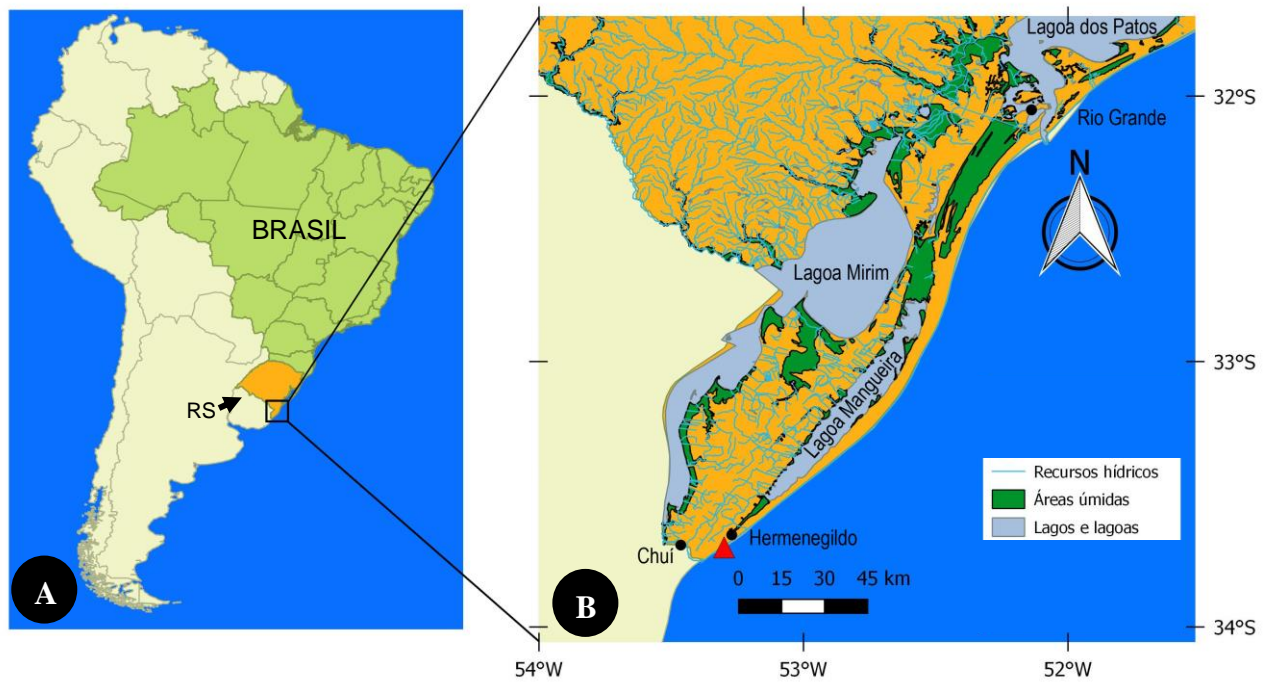 BRASIL
RS
A
Lagoa dos Patos
Rio Grande
N
Lagoa Mirim
Lagoa Mangueira
Hermenegildo
Chuí
0 15 30 45 km
Recursos hídricos
Áreas úmidas
Lagos e lagoas
B
32°S
33°S
34°S
54°W 53°W 52°W